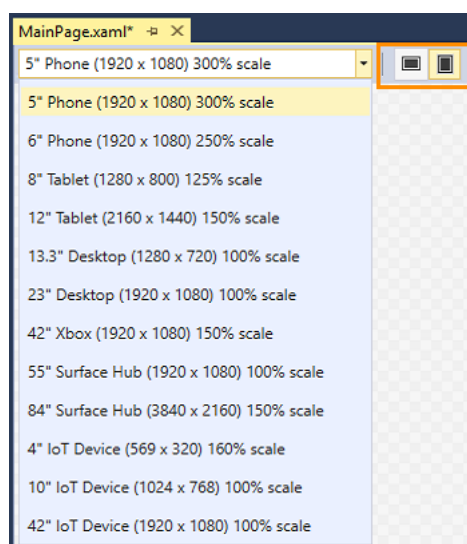 MainPage.xaml*
5" Phone (1920 x 1080) 300% scale
5" Phone (1920 x 1080) 300% scale
6" Phone (1920 x 1080) 250% scale
8" Tablet (1280 x 800) 125% scale
12" Tablet (2160 x 1440) 150% scale
13.3" Desktop (1280 x 720) 100% scale
23" Desktop (1920 x 1080) 100% scale
42" Xbox (1920 x 1080) 150% scale
55" Surface Hub (1920 x 1080) 100% scale
84" Surface Hub (3840 x 2160) 150% scale
4" IoT Device (569 x 320) 160% scale
10" IoT Device (1024 x 768) 100% scale
42" IoT Device (1920 x 1080) 100% scale